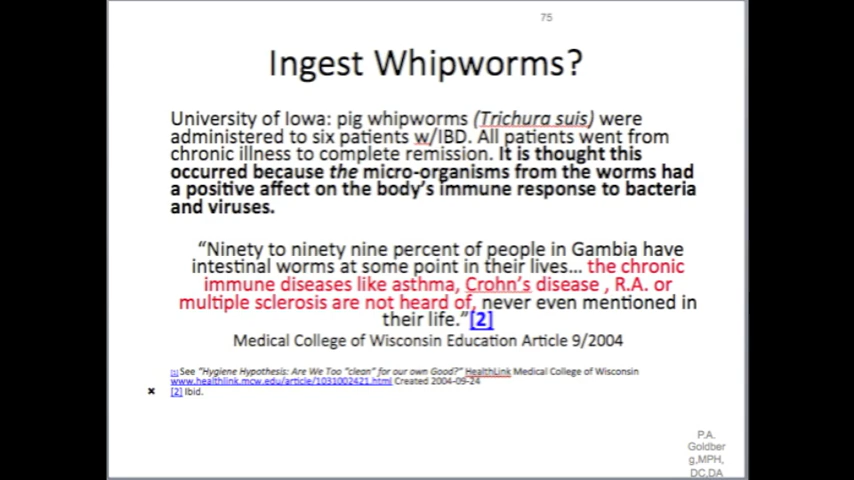 75
Ingest Whipworms?
University of Iowa: pig whipworms (Trichura suis) were
administered to six patients w/IBD. All patients went from
chronic illness to complete remission. It is thought this
occurred because the micro-organisms from the worms had
a positive affect on the body's immune response to bacteria
and viruses.
“Ninety to ninety nine percent of people in Gambia have
intestinal worms at some point in their lives... the chronic
immune diseases like asthma, Crohn's disease , R.A. or
multiple sclerosis are not heard of, never even mentioned in
their life.”[2]
Medical College of Wisconsin Education Article 9/2004
[1] See “Hygiene Hypothesis: Are We Too “clean” for our own Good?” HealthLink Medical College of Wisconsin
www.healthlink.mcw.edu/article/1031002421.html Created 2004-09-24
[2] Ibid.
P.A.
Goldber
g,MPH,
DC,DA